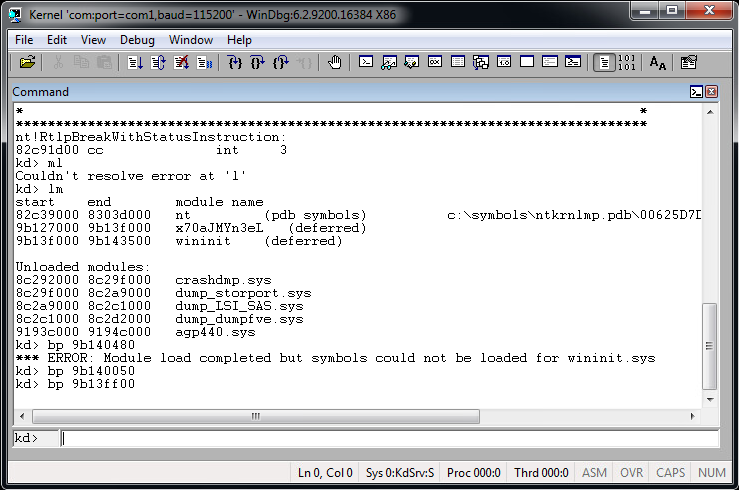 Kernel 'com:port=com1,baud=115200' - WinDbg:6.2.9200.16384 X86
File Edit View Debug Window Help
Command
* *
*******************************************************************************
nt!RtlpBreakWithStatusInstruction:
82c91d00 cc int 3
kd> ml
Couldn't resolve error at 'l'
kd> lm
start end module name
82c39000 8303d000 nt (pdb symbols) c:\symbols\ntkrnlmp.pdb\00625D7D
9b127000 9b13f000 x70aJMYn3eL (deferred)
9b13f000 9b143500 wininit (deferred)
Unloaded modules:
8c292000 8c29f000 crashdmp.sys
8c29f000 8c2a9000 dump_storport.sys
8c2a9000 8c2c1000 dump_LSI_SAS.sys
8c2c1000 8c2d2000 dump_dumpfve.sys
9193c000 9194c000 agp440.sys
kd> bp 9b140480
*** ERROR: Module load completed but symbols could not be loaded for wininit.sys
kd> bp 9b140050
kd> bp 9b13ff00
kd>
Ln 0, Col 0 Sys 0:KdSrv:S Proc 000:0 Thrd 000:0 ASM OVR CAPS NUM